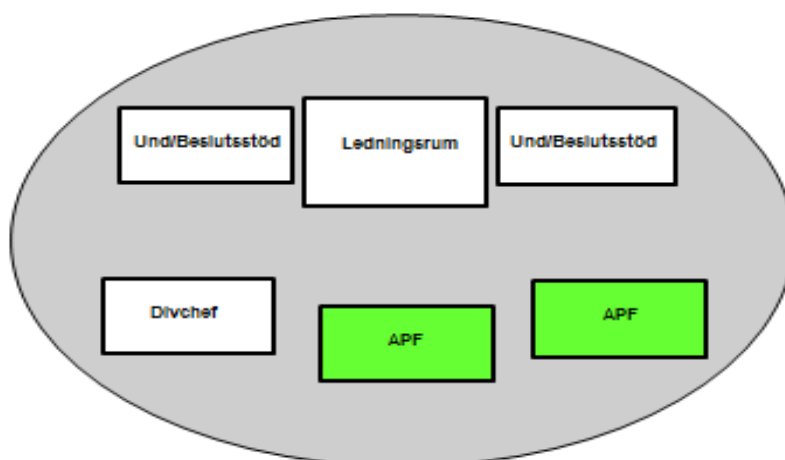 Und/Beslutsstöd
Ledningsrum
Und/Beslutsstöd
Divchef
APF
APF